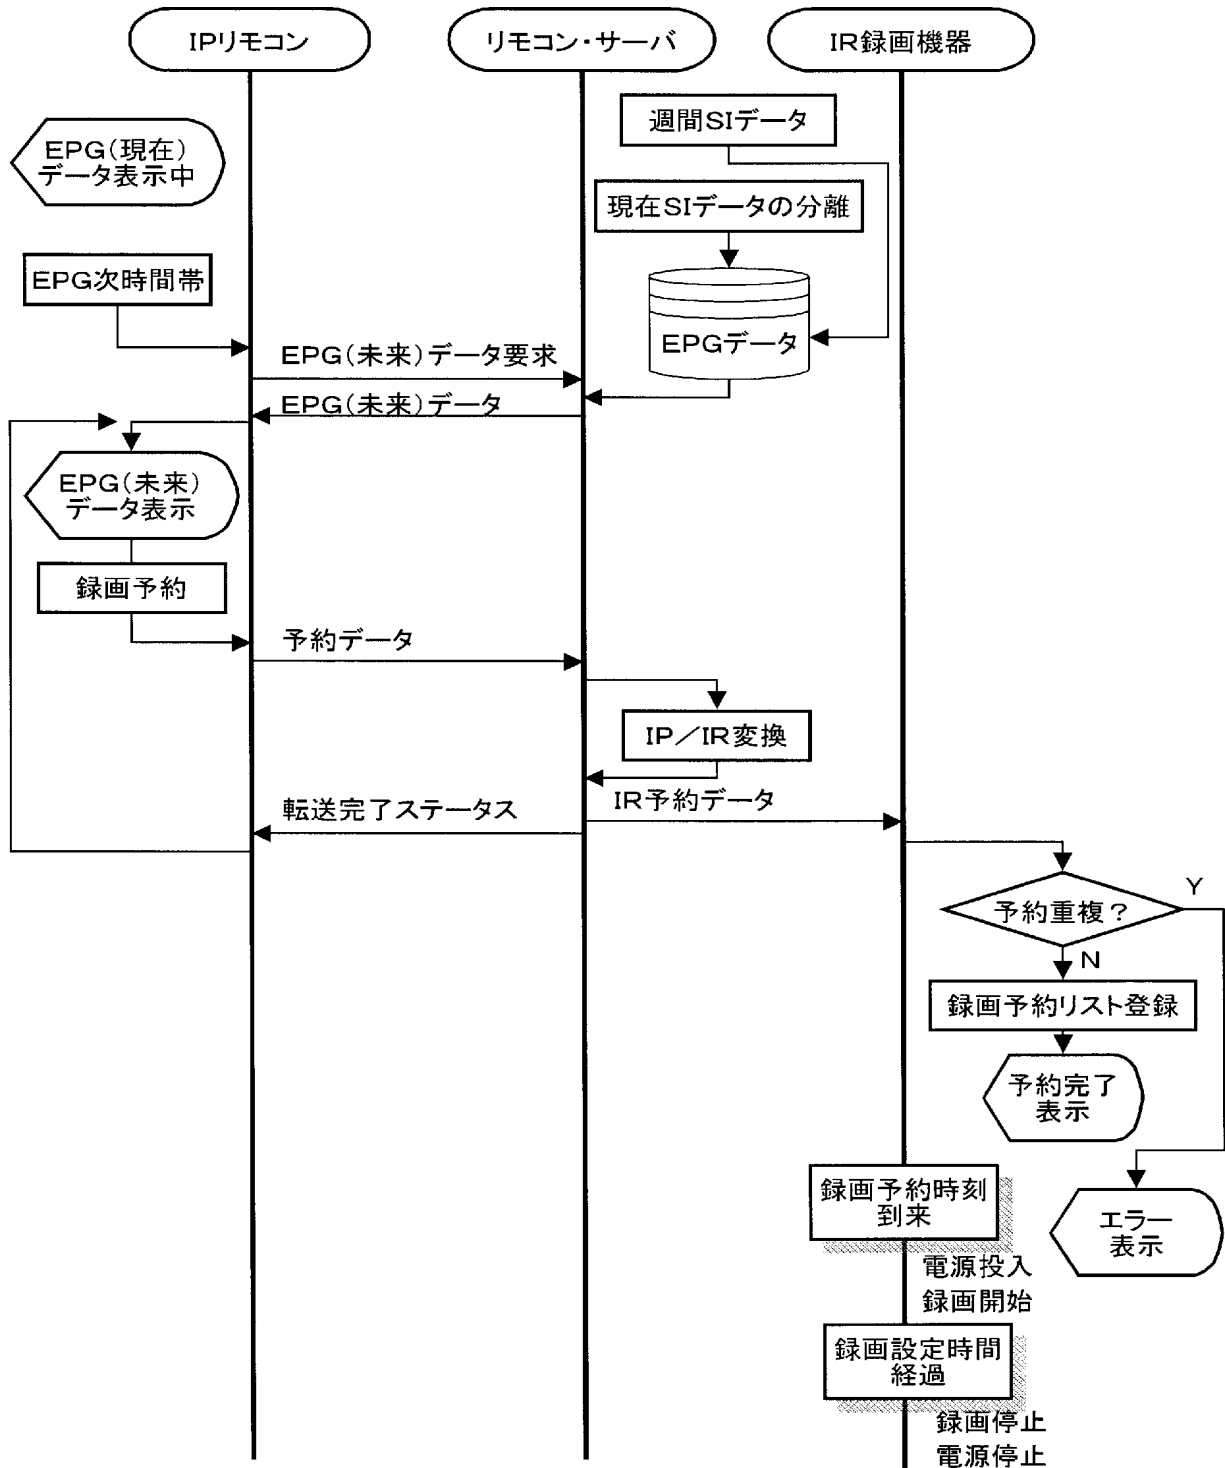 IPリモコン
リモコン・サーバ
IR録画機器
週間SIデータ
EPG(現在)
データ表示中
現在SIデータの分離
EPG次時間帯
EPGデータ
EPG(未来)データ要求
EPG(未来)データ
EPG(未来)
データ表示
録画予約
予約データ
IP/IR変換
IR予約データ
転送完了ステータス
予約重複?
Y
N
録画予約リスト登録
予約完了
表示
録画予約時刻
到来
エラー
表示
電源投入
録画開始
録画設定時間
経過
録画停止
電源停止